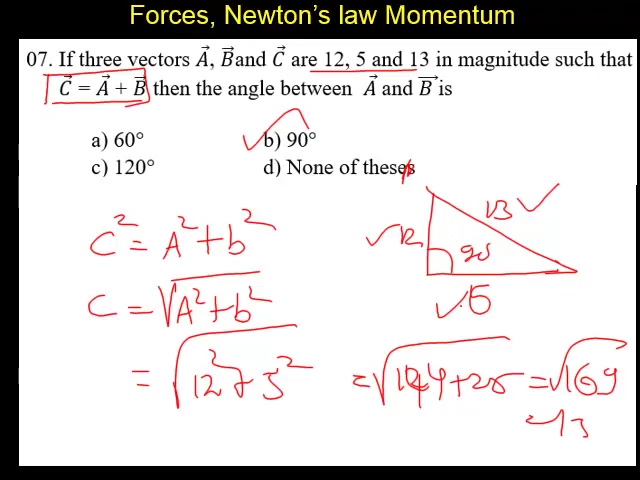 Forces, Newton's law Momentum
07. If three vectors A⃗, B⃗ and C⃗ are 12, 5 and 13 in magnitude such that
C⃗ = A⃗ + B⃗ then the angle between A⃗ and B⃗ is
a) 60° b) 90°
c) 120° d) None of theses
C² = A² + b²
C = √A² + b²
= √12² + 5² = √144 + 25 = √169
= 13
13
12
90
5